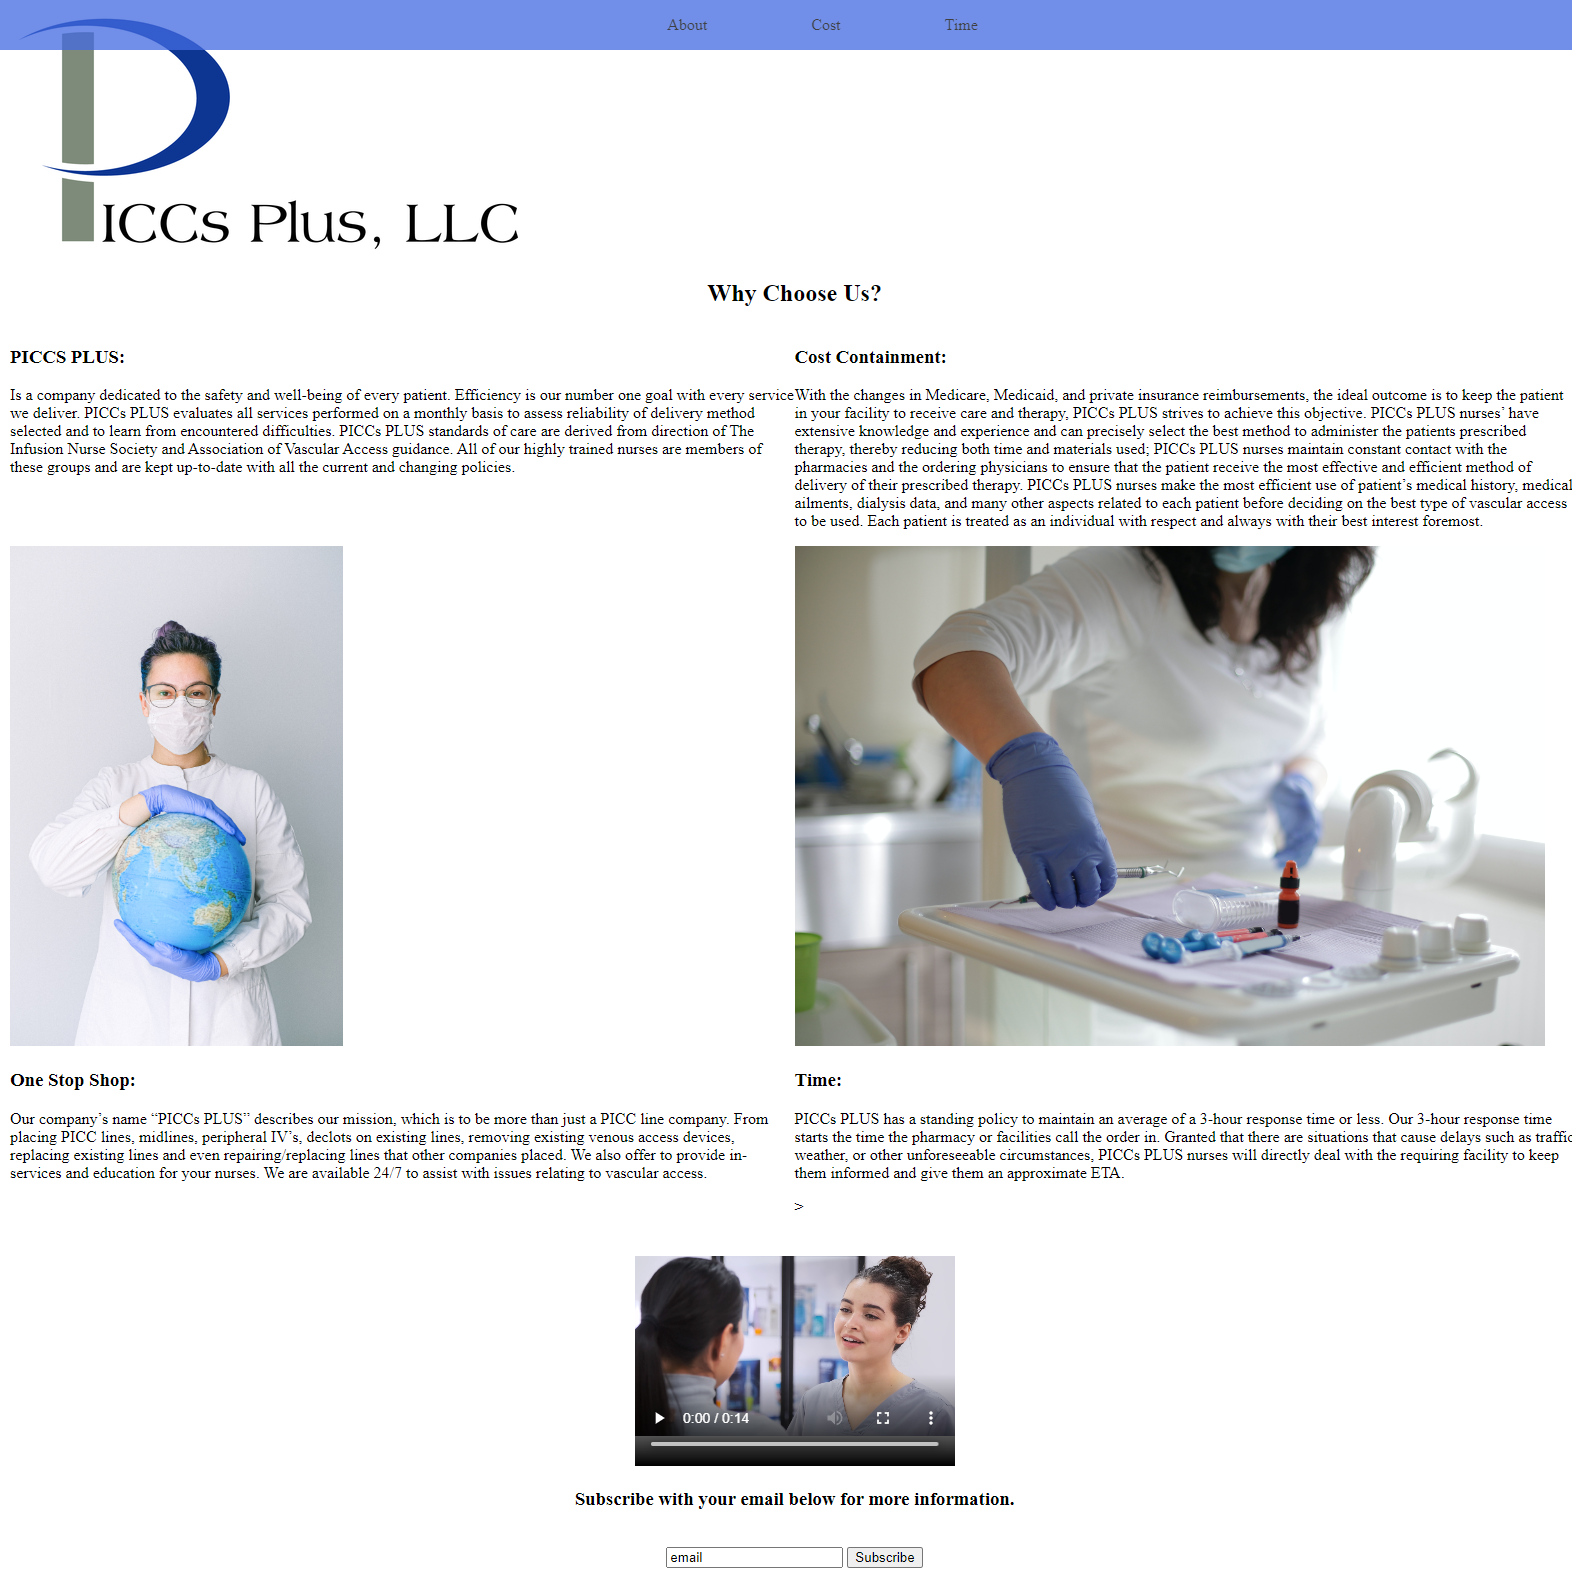 About Cost Time
PICCs Plus, LLC
Why Choose Us?
PICCS PLUS:
Is a company dedicated to the safety and well-being of every patient. Efficiency is our number one goal with every service
we deliver. PICCs PLUS evaluates all services performed on a monthly basis to assess reliability of delivery method
selected and to learn from encountered difficulties. PICCs PLUS standards of care are derived from direction of The
Infusion Nurse Society and Association of Vascular Access guidance. All of our highly trained nurses are members of
these groups and are kept up-to-date with all the current and changing policies.
Cost Containment:
With the changes in Medicare, Medicaid, and private insurance reimbursements, the ideal outcome is to keep the patient
in your facility to receive care and therapy, PICCs PLUS strives to achieve this objective. PICCs PLUS nurses’ have
extensive knowledge and experience and can precisely select the best method to administer the patients prescribed
therapy, thereby reducing both time and materials used; PICCs PLUS nurses maintain constant contact with the
pharmacies and the ordering physicians to ensure that the patient receive the most effective and efficient method of
delivery of their prescribed therapy. PICCs PLUS nurses make the most efficient use of patient’s medical history, medical
ailments, dialysis data, and many other aspects related to each patient before deciding on the best type of vascular access
to be used. Each patient is treated as an individual with respect and always with their best interest foremost.
One Stop Shop:
Our company’s name “PICCs PLUS” describes our mission, which is to be more than just a PICC line company. From
placing PICC lines, midlines, peripheral IV’s, declots on existing lines, removing existing venous access devices,
replacing existing lines and even repairing/replacing lines that other companies placed. We also offer to provide in-
services and education for your nurses. We are available 24/7 to assist with issues relating to vascular access.
Time:
PICCs PLUS has a standing policy to maintain an average of a 3-hour response time or less. Our 3-hour response time
starts the time the pharmacy or facilities call the order in. Granted that there are situations that cause delays such as traffic
weather, or other unforeseeable circumstances, PICCs PLUS nurses will directly deal with the requiring facility to keep
them informed and give them an approximate ETA.
>
0:00 / 0:14
Subscribe with your email below for more information.
email Subscribe